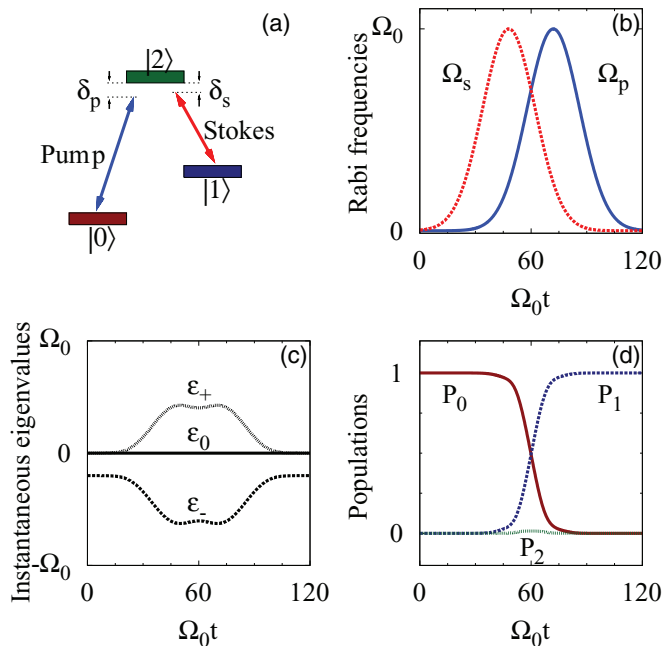 (a)
|2⟩
δp
δs
Pump
Stokes
|1⟩
|0⟩
(b)
Rabi frequencies
Ω0
Ωs
Ωp
0
0
60
120
Ω0t
(c)
Instantaneous eigenvalues
Ω0
ε+
ε0
0
ε-
-Ω0
0
60
120
Ω0t
(d)
Populations
1
P0
P1
0
P2
0
60
120
Ω0t